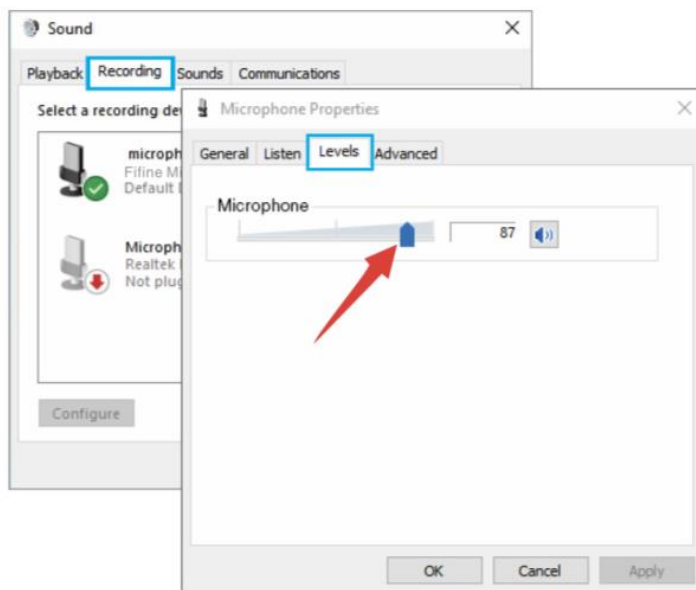 Sound
Playback Recording Sounds Communications
Select a recording de
microph
Fifine Mi
Default
Microph
Realtek
Not plug
Configure
Microphone Properties
General Listen Levels Advanced
Microphone
87
OK Cancel Apply